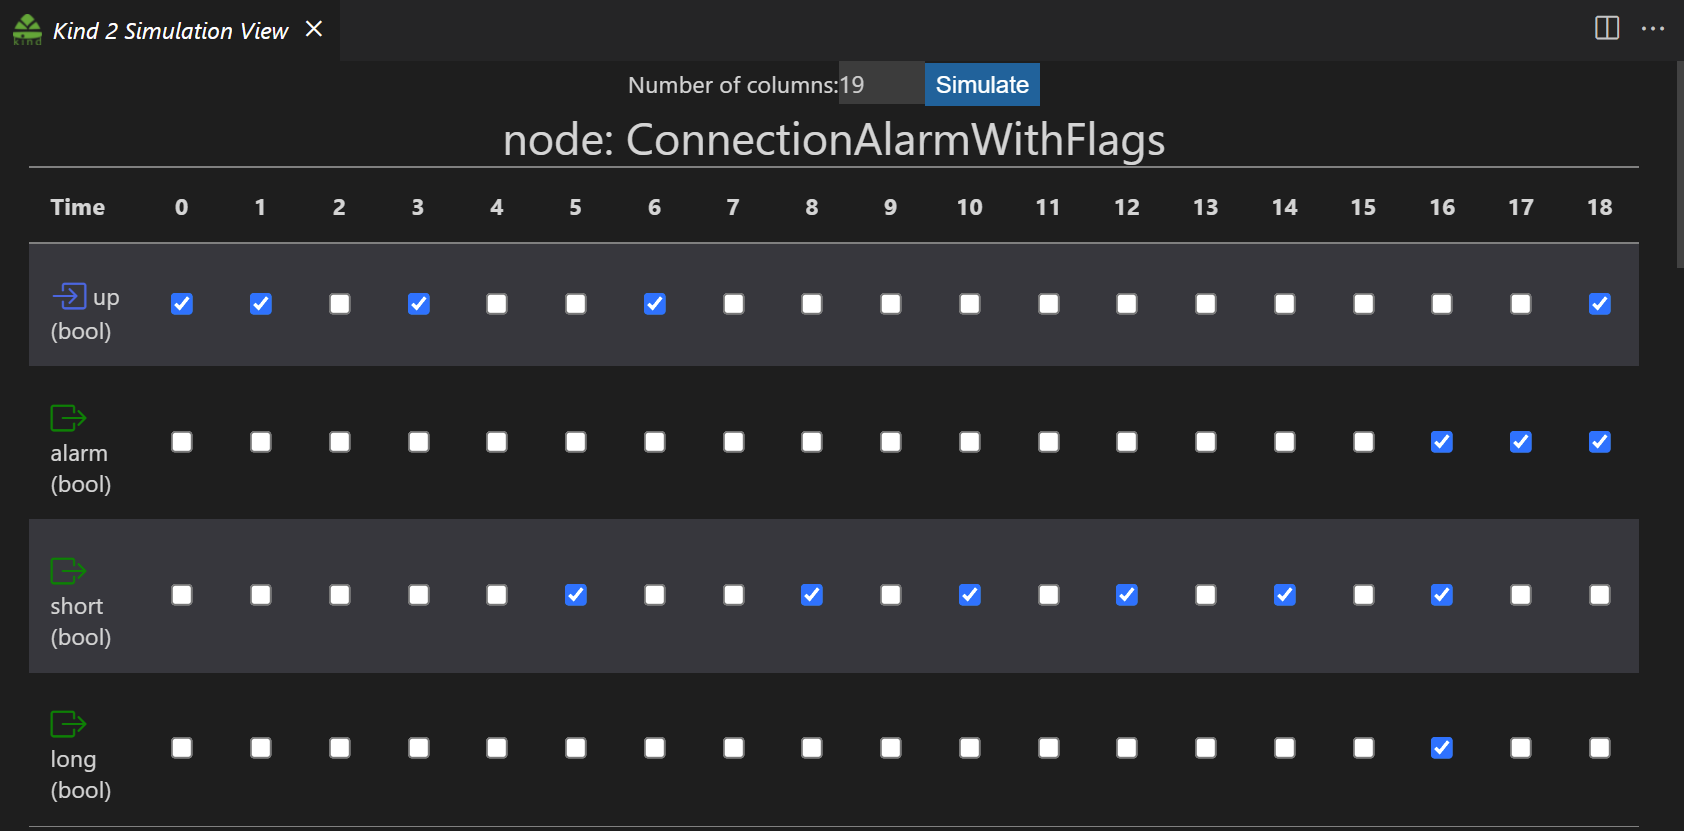 Kind 2 Simulation View
kind
Number of columns:19 Simulate
node: ConnectionAlarmWithFlags
Time 0 1 2 3 4 5 6 7 8 9 10 11 12 13 14 15 16 17 18
up
(bool)
alarm
(bool)
short
(bool)
long
(bool)